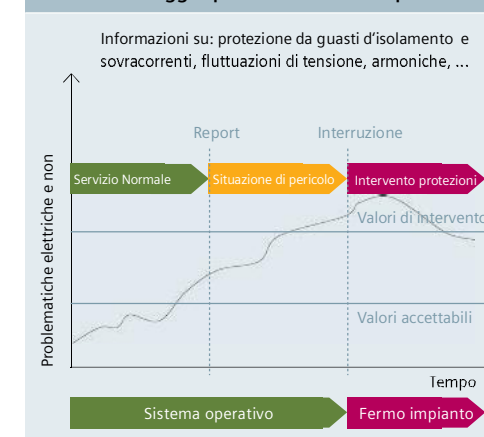 Informazioni su: protezione da guasti d'isolamento e
sovracorrenti, fluttuazioni di tensione, armoniche, ...
Report
Interruzione
Servizio Normale
Situazione di pericolo
Intervento protezioni
Valori di intervento
Valori accettabili
Problematiche elettriche e non
Tempo
Sistema operativo
Fermo impianto